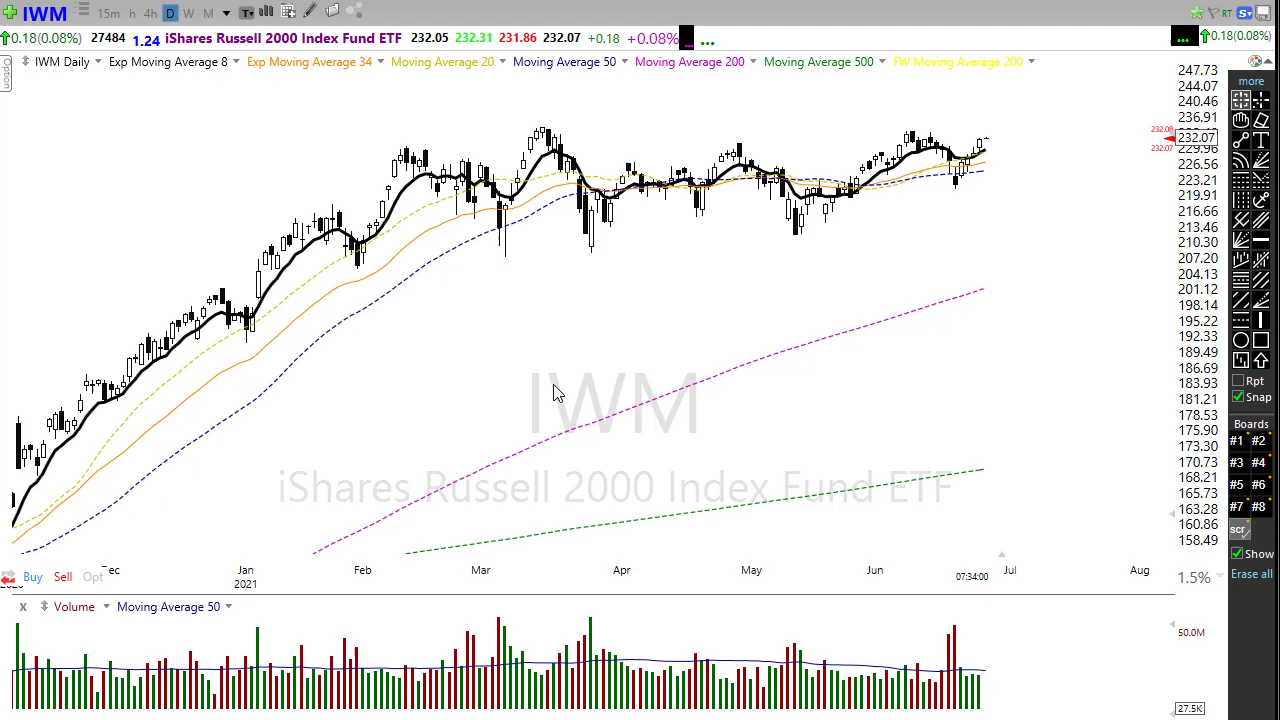 IWM 15m h 4h D W M T RT S
0.18(0.08%) 27484 1.24 iShares Russell 2000 Index Fund ETF 232.05 232.31 231.86 232.07 +0.18 +0.08% ... ... 0.18(0.08%)
Option
IWM Daily Exp Moving Average 8 Exp Moving Average 34 Moving Average 20 Moving Average 50 Moving Average 200 Moving Average 500 FW Moving Average 200
247.73
244.07
240.46
236.91
232.08
232.07
232.07
229.96
226.56
223.21
219.91
216.66
213.46
210.30
207.20
204.13
201.12
198.14
195.22
192.33
189.49
186.69
183.93
181.21
178.53
175.90
173.30
170.73
168.21
165.73
163.28
160.86
158.49
more
Rpt
Snap
Boards
#1 #2
#3 #4
#5 #6
#7 #8
scr
Show
Erase all
IWM
iShares Russell 2000 Index Fund ETF
Buy Sell Opt
Jan Feb Mar Apr May Jun Jul Aug
2021
07:34:00
1.5%
X Volume Moving Average 50
50.0M
27.5K